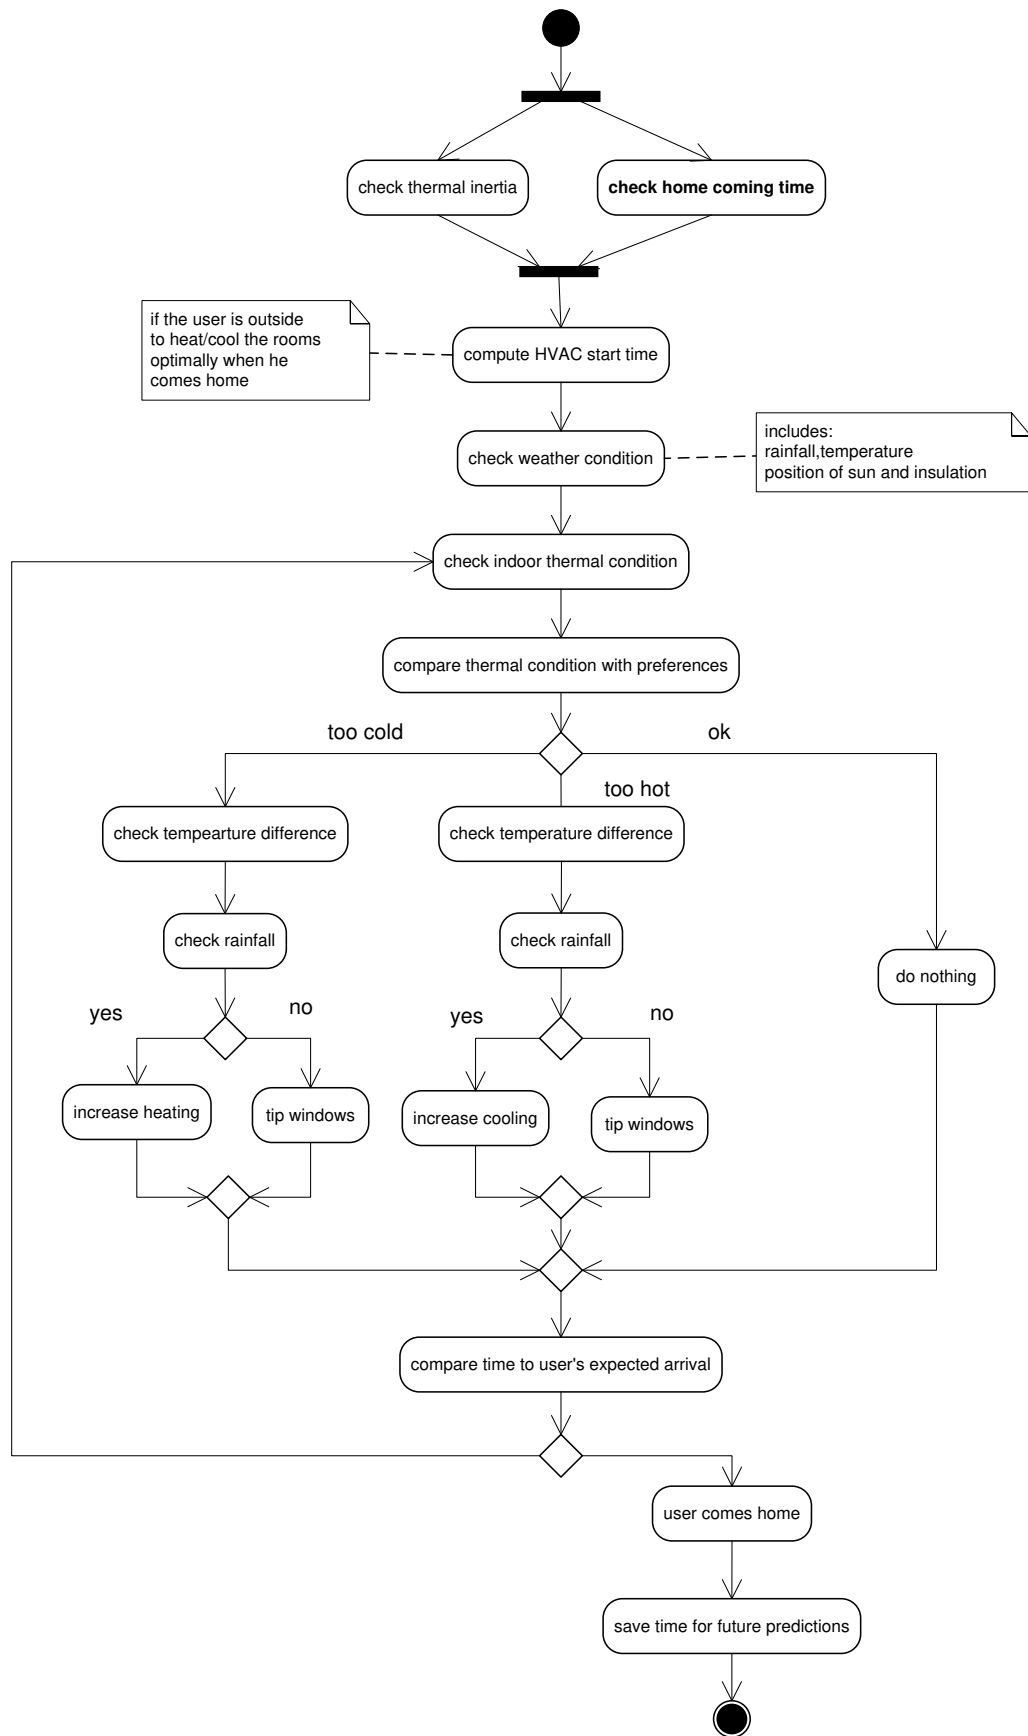 check thermal inertia
check home coming time
if the user is outside
to heat/cool the rooms
optimally when he
comes home
compute HVAC start time
includes:
rainfall,temperature
position of sun and insulation
check weather condition
check indoor thermal condition
compare thermal condition with preferences
too cold
ok
too hot
check tempearture difference
check temperature difference
check rainfall
check rainfall
do nothing
yes
no
yes
no
increase heating
tip windows
increase cooling
tip windows
compare time to user's expected arrival
user comes home
save time for future predictions